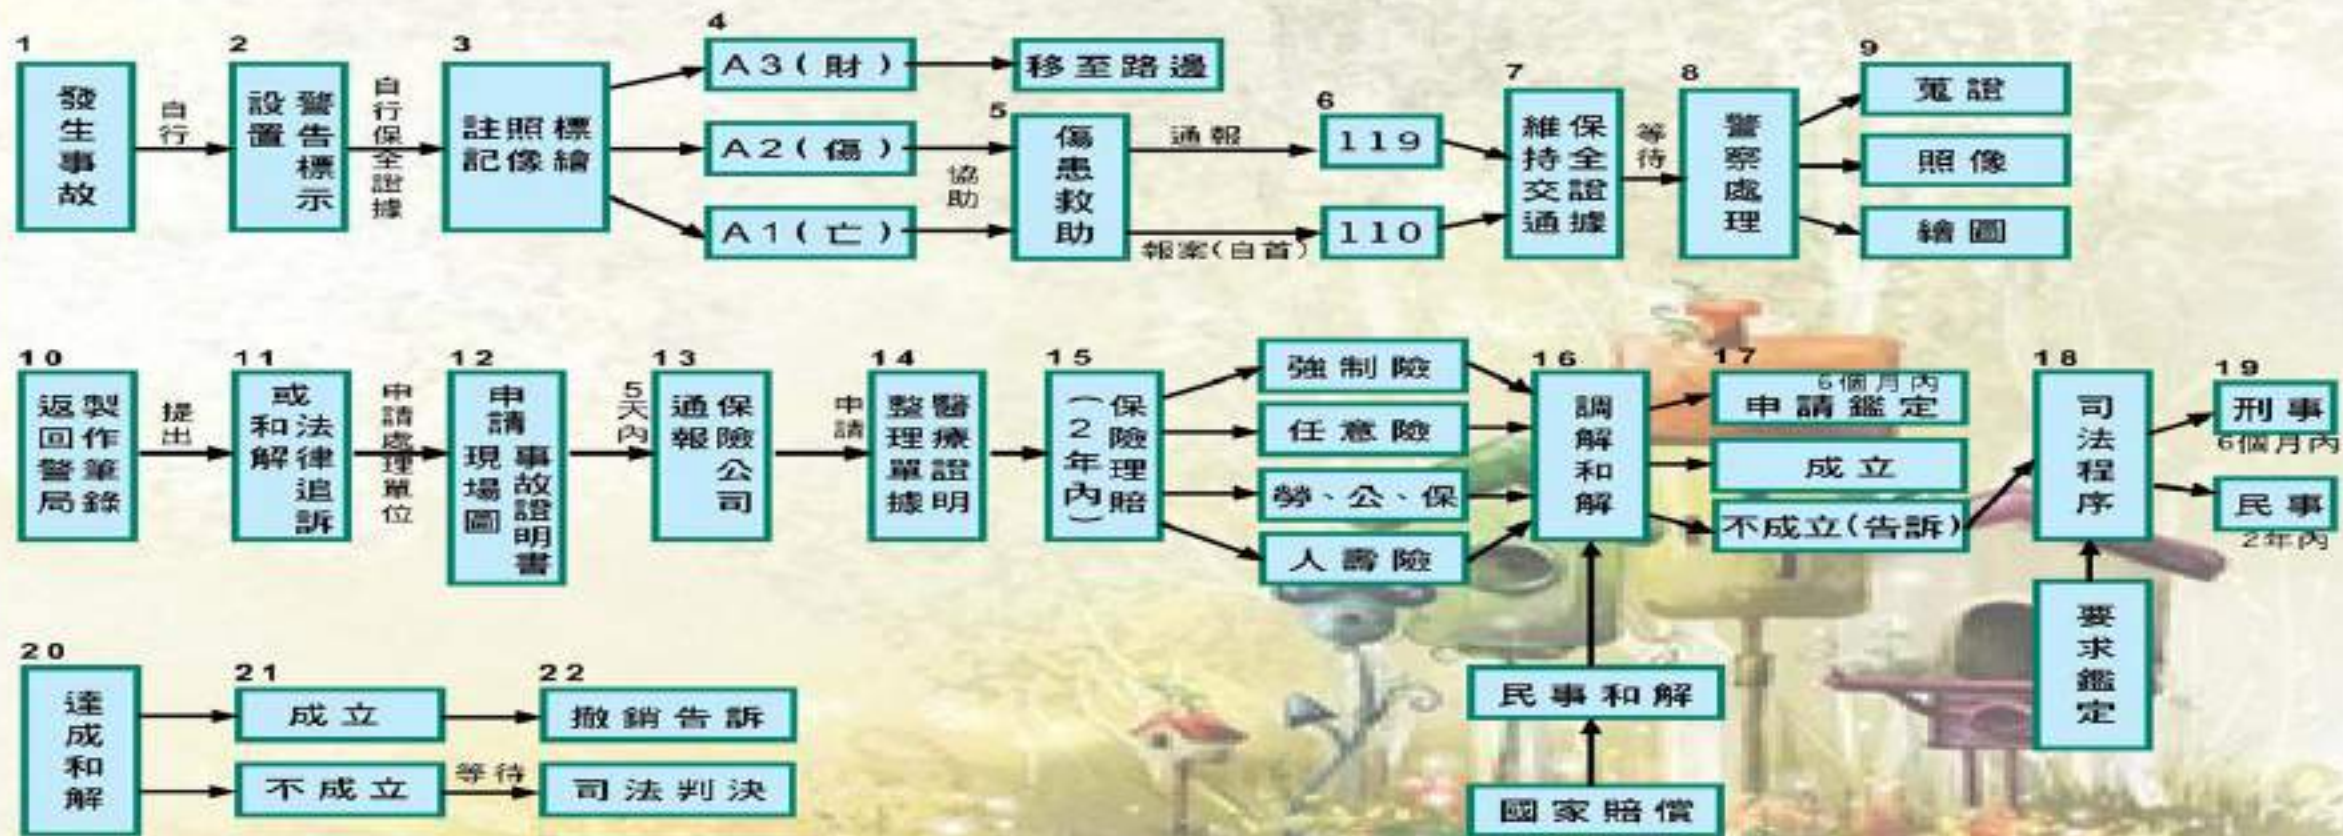 1
發生事故
自行
2
設置
警告標示
自行保全證據
3
註記
照像
標繪
4
A3(財)
移至路邊
A2(傷)
A1(亡)
協助
5
傷患救助
通報
報案(自首)
6
119
110
7
維持交通
保全證據
等待
8
警察處理
9
蒐證
照像
繪圖
10
返回警局
製作筆錄
提出
11
或和解
法律追訴
申請處理單位
12
申請
現場圖
事故證明書
5天內
13
通報
保險公司
申請
14
整理單據
醫療證明
15
(2年內)
保險理賠
強制險
任意險
勞、公、保
人壽險
16
調解和解
17
6個月內
申請鑑定
成立
不成立(告訴)
18
司法程序
19
刑事
6個月內
民事
2年內
要求鑑定
民事和解
國家賠償
20
達成和解
21
成立
不成立
等待
22
撤銷告訴
司法判決